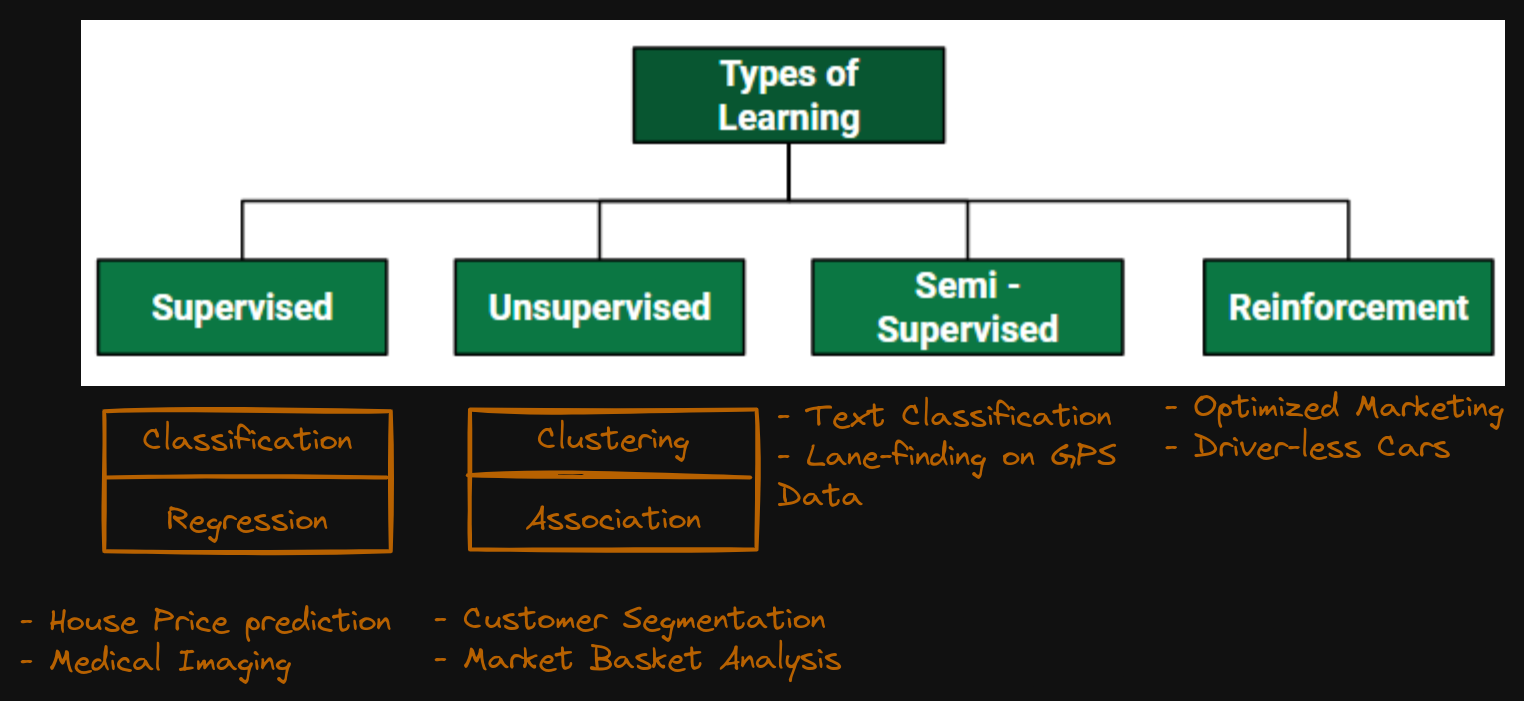 Types of
Learning
Supervised
Unsupervised
Semi -
Supervised
Reinforcement
Classification
Regression
Clustering
Association
- Text Classification
- Lane-finding on GPS
Data
- Optimized Marketing
- Driver-less Cars
- House Price prediction
- Medical Imaging
- Customer Segmentation
- Market Basket Analysis